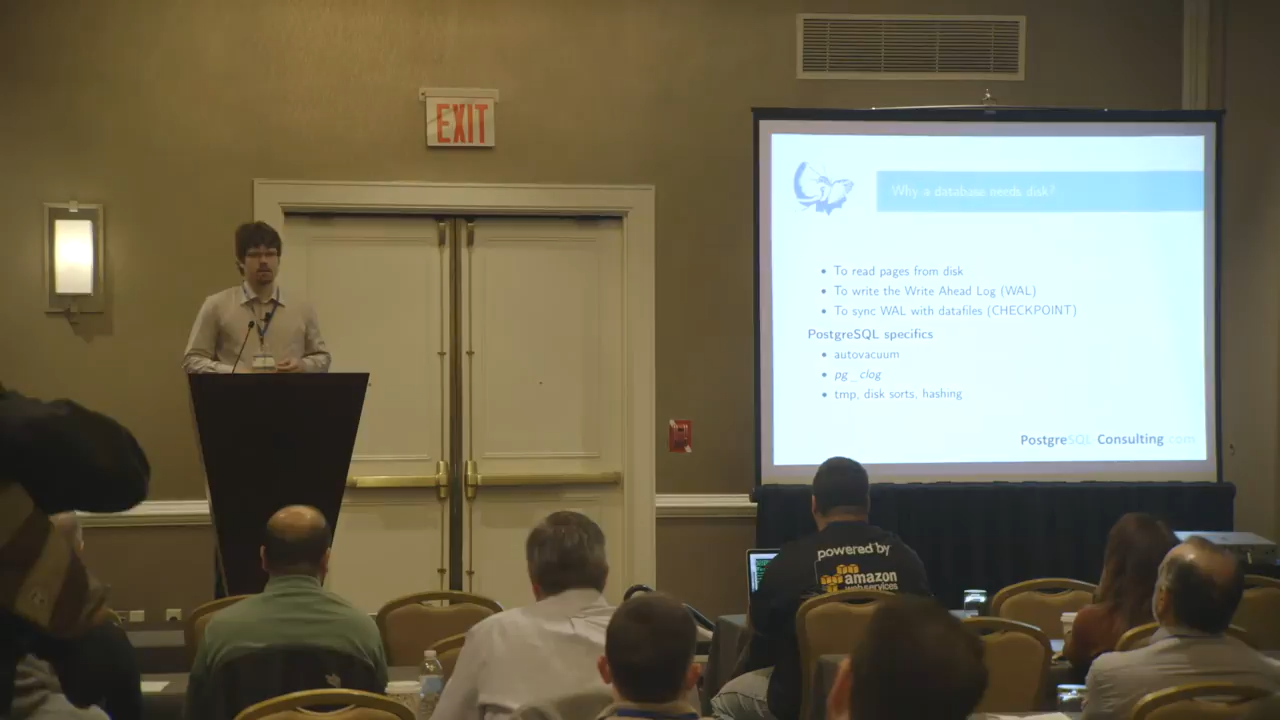 EXIT
Why a database needs disk?
To read pages from disk
To write the Write Ahead Log (WAL)
To sync WAL with datafiles (CHECKPOINT)
PostgreSQL specifics
autovacuum
pg_clog
tmp, disk sorts, hashing
PostgreSQL Consulting.com
powered by
amazon
webservices